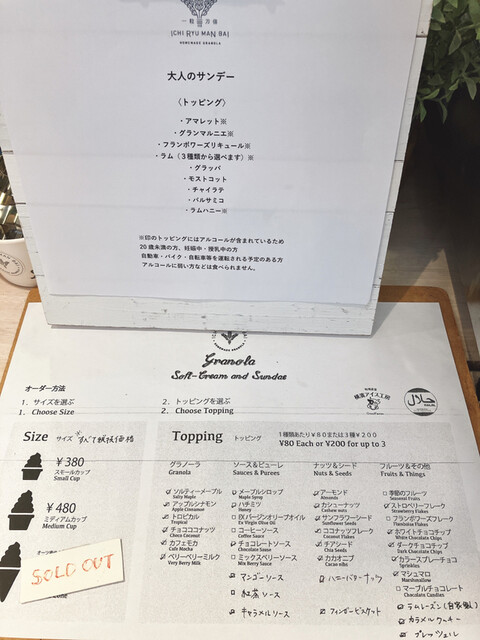 一粒万倍
ICHI RYU MAN BAI
HOMEMADE GRANOLA
大人のサンデー
〈トッピング〉
・アマレット※
・グランマルニエ※
・フランボワーズリキュール※
・ラム（３種類から選べます）※
・グラッパ
・モストコット
・チャイラテ
・バルサミコ
・ラムハニー※
※印のトッピングにはアルコールが含まれているため
20 歳未満の方、妊娠中・授乳中の方
自動車・バイク・自転車等を運転される予定のある方
アルコールに弱い方などは食べられません。
Granola
Soft-Cream and Sundae
オーダー方法
1．サイズを選ぶ
1. Choose Size
2．トッピングを選ぶ
2. Choose Topping
Size サイズ
Topping トッピング
1種類あたり￥８０または３種￥２００
¥80 Each or ¥200 for up to 3
¥380
スモールカップ
Small Cup
¥480
ミディアムカップ
Medium Cup
SOLD OUT
グラノーラ
Granola
ソルティーメープル
Salty Maple
アップルシナモン
Apple Cinnamon
トロピカル
Tropical
チョコココナッツ
Choco Coconut
カフェモカ
Cafe Mocha
ベリーベリーミルク
Very Berry Milk
ソース＆ピューレ
Sauces & Purees
メープルシロップ
Maple Syrup
ハチミツ
Honey
EXバージンオリーブオイル
Ex Virgin Olive Oil
コーヒーソース
Coffee Sauce
チョコレートソース
Chocolate Sause
ミックスベリーソース
Mix Berry Sauce
マンゴーソース
紅茶ソース
キャラメルソース
ナッツ＆シード
Nuts & Seeds
アーモンド
Almonds
カシューナッツ
Cashew nuts
サンフラワーシード
Sunflower Seeds
ココナッツフレーク
Coconut Flakes
チアシード
Chia Seeds
カカオニブ
Cacao nibs
ハニーバターナッツ
フィンガービスケット
フルーツ＆その他
Fruits & Things
季節のフルーツ
Seasonal Fruits
ストロベリーフレーク
Strawberry Flakes
フランボワーズフレーク
ホワイトチョコチップ
White Chocolate Chips
ダークチョコチップ
Dark Chocolate Chips
カラースプレーチョコ
Sprinkles
マシュマロ
Marshmallow
マーブルチョコレート
Chocolate Candies
ラムレーズン(自家製)
カラメルクッキー
プレッツェル